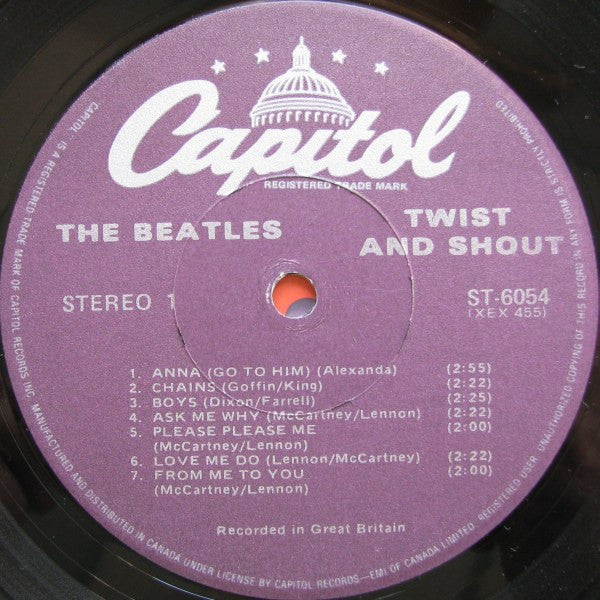 Capitol
REGISTERED TRADE MARK
THE BEATLES
TWIST
AND SHOUT
STEREO 1
ST-6054
(XEX 455)
1. ANNA (GO TO HIM) (Alexanda) (2:55)
2. CHAINS (Goffin/King) (2:22)
3. BOYS (Dixon/Farrell) (2:25)
4. ASK ME WHY (McCartney/Lennon) (2:22)
5. PLEASE PLEASE ME (2:00)
(McCartney/Lennon)
6. LOVE ME DO (Lennon/McCartney) (2:22)
7. FROM ME TO YOU (2:00)
(McCartney/Lennon)
Recorded in Great Britain
CAPITOL · IS A REGISTERED TRADE MARK OF CAPITOL RECORDS INC. MANUFACTURED AND DISTRIBUTED IN CANADA UNDER LICENSE BY CAPITOL RECORDS—EMI OF CANADA LIMITED. REGISTERED USER. UNAUTHORIZED COPYING OF THIS RECORD IN ANY FORM IS STRICTLY PROHIBITED